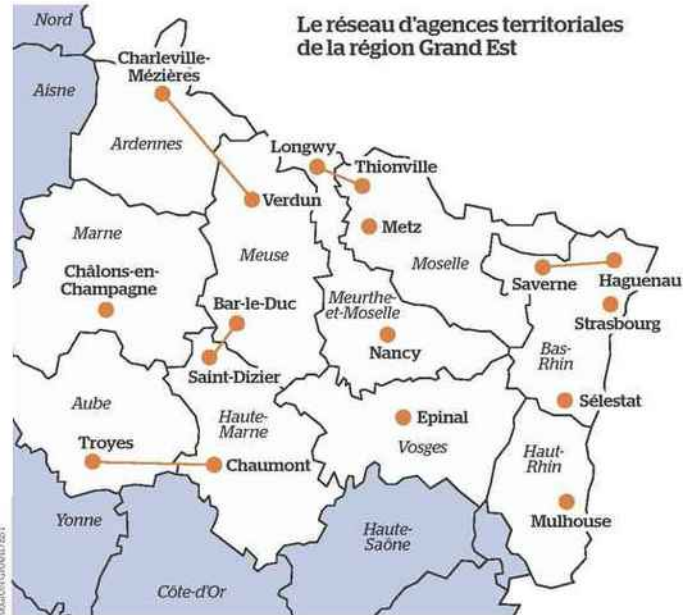 Le réseau d'agences territoriales
de la région Grand Est
Nord
Aisne
Charleville-
Mézières
Ardennes
Longwy
Thionville
Verdun
Metz
Marne
Meuse
Moselle
Châlons-en-
Champagne
Bar-le-Duc
Meurthe-
et-Moselle
Saverne
Haguenau
Strasbourg
Nancy
Saint-Dizier
Bas-
Rhin
Aube
Haute-
Marne
Epinal
Sélestat
Troyes
Chaumont
Vosges
Haut-
Rhin
Mulhouse
Yonne
Haute-
Saône
Côte-d'Or